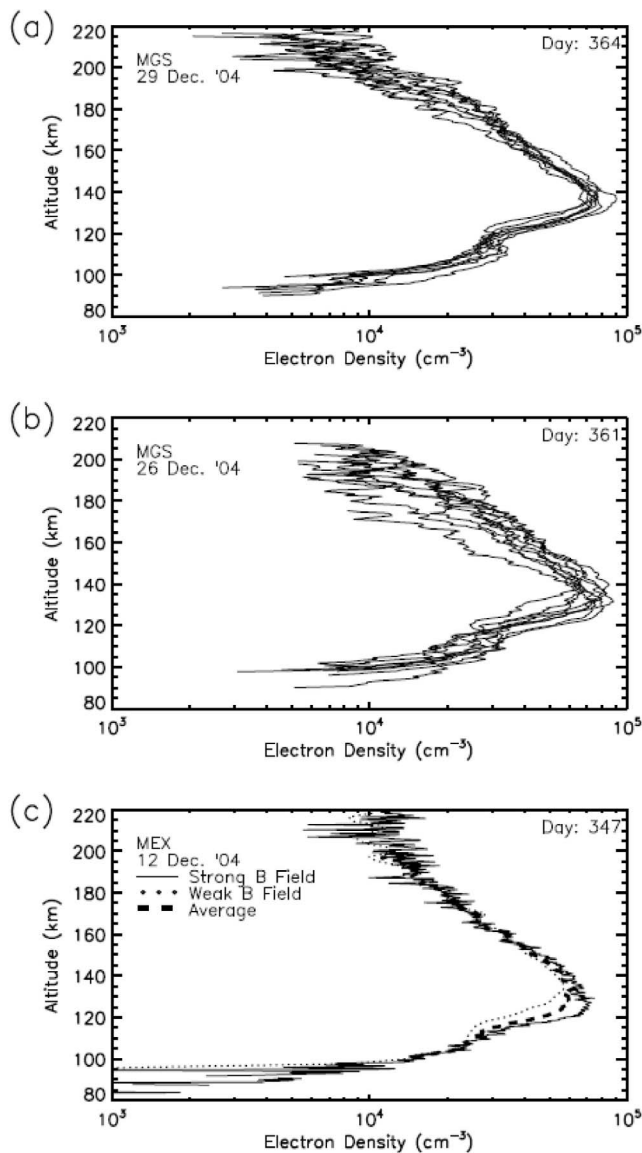 (a)
220
200
180
160
140
120
100
80
Altitude (km)
MGS
29 Dec. '04
Day: 364
10³ 10⁴ 10⁵
Electron Density (cm⁻³)
(b)
220
200
180
160
140
120
100
80
Altitude (km)
MGS
26 Dec. '04
Day: 361
10³ 10⁴ 10⁵
Electron Density (cm⁻³)
(c)
220
200
180
160
140
120
100
80
Altitude (km)
MEX
12 Dec. '04
Strong B Field
Weak B Field
Average
Day: 347
10³ 10⁴ 10⁵
Electron Density (cm⁻³)